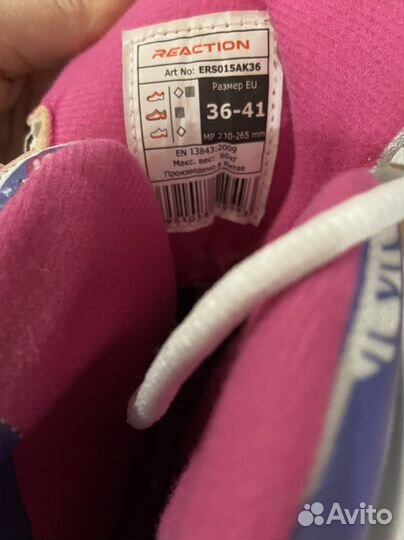 REACTION
Art No: ERS015AK36
Размер EU
36-41
MP 230-265 mm
EN 13843:2009
Макс. вес: 60кг
Произведено в Китае
Avito